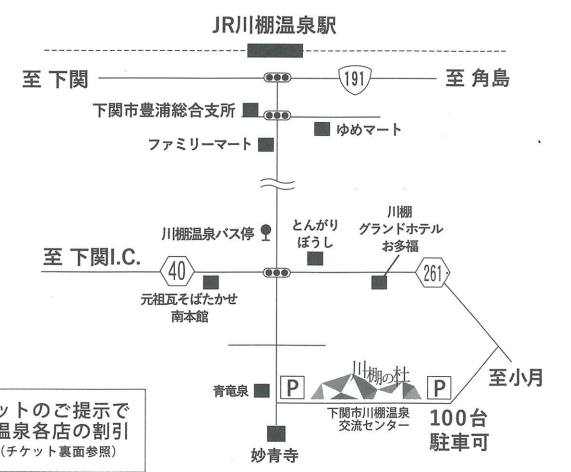 JR川棚温泉駅
至 下関
191
至 角島
下関市豊浦総合支所
ゆめマート
ファミリーマート
川棚温泉バス停
とんがり
ぼうし
川棚
グランドホテル
お多福
至 下関I.C.
40
261
元祖瓦そばたかせ
南本館
青竜泉
P
川棚の杜
P
至小月
下関市川棚温泉
交流センター
100台
駐車可
妙青寺
ットのご提示で
温泉各店の割引
（チケット裏面参照）